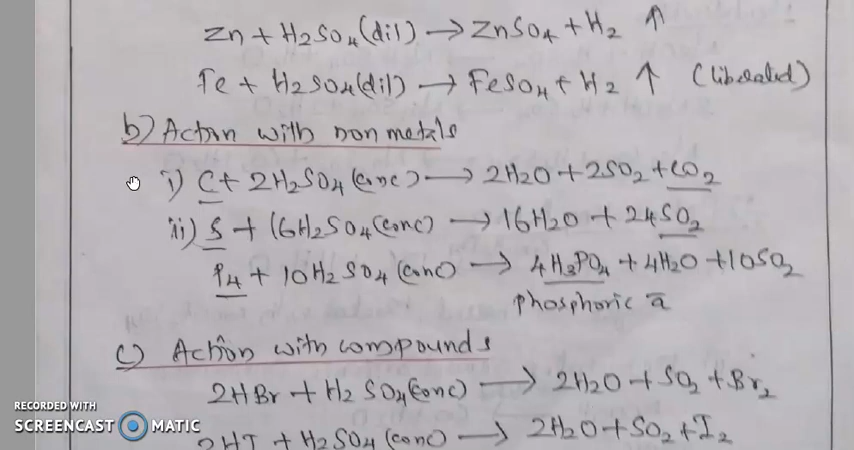 Zn + H2SO4 (dil) → ZnSO4 + H2 ↑
Fe + H2SO4 (dil) → FeSO4 + H2 ↑ (liberated)
b) Action with non metals
i) C + 2H2SO4 (conc) → 2H2O + 2SO2 + CO2
ii) S + 16H2SO4 (conc) → 16H2O + 24SO2
P4 + 10H2SO4 (con) → 4H3PO4 + 4H2O + 10SO2
phosphoric a
c) Action with compounds
2HBr + H2SO4 (conc) → 2H2O + SO2 + Br2
2HI + H2SO4 (con) → 2H2O + SO2 + I2
RECORDED WITH
SCREENCAST MATIC